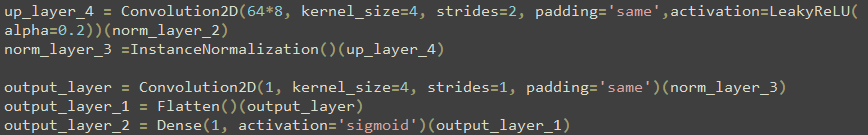 up_layer_4 = Convolution2D(64*8, kernel_size=4, strides=2, padding='same',activation=LeakyReLU(
alpha=0.2))(norm_layer_2)
norm_layer_3 =InstanceNormalization()(up_layer_4)
output_layer = Convolution2D(1, kernel_size=4, strides=1, padding='same')(norm_layer_3)
output_layer_1 = Flatten()(output_layer)
output_layer_2 = Dense(1, activation='sigmoid')(output_layer_1)